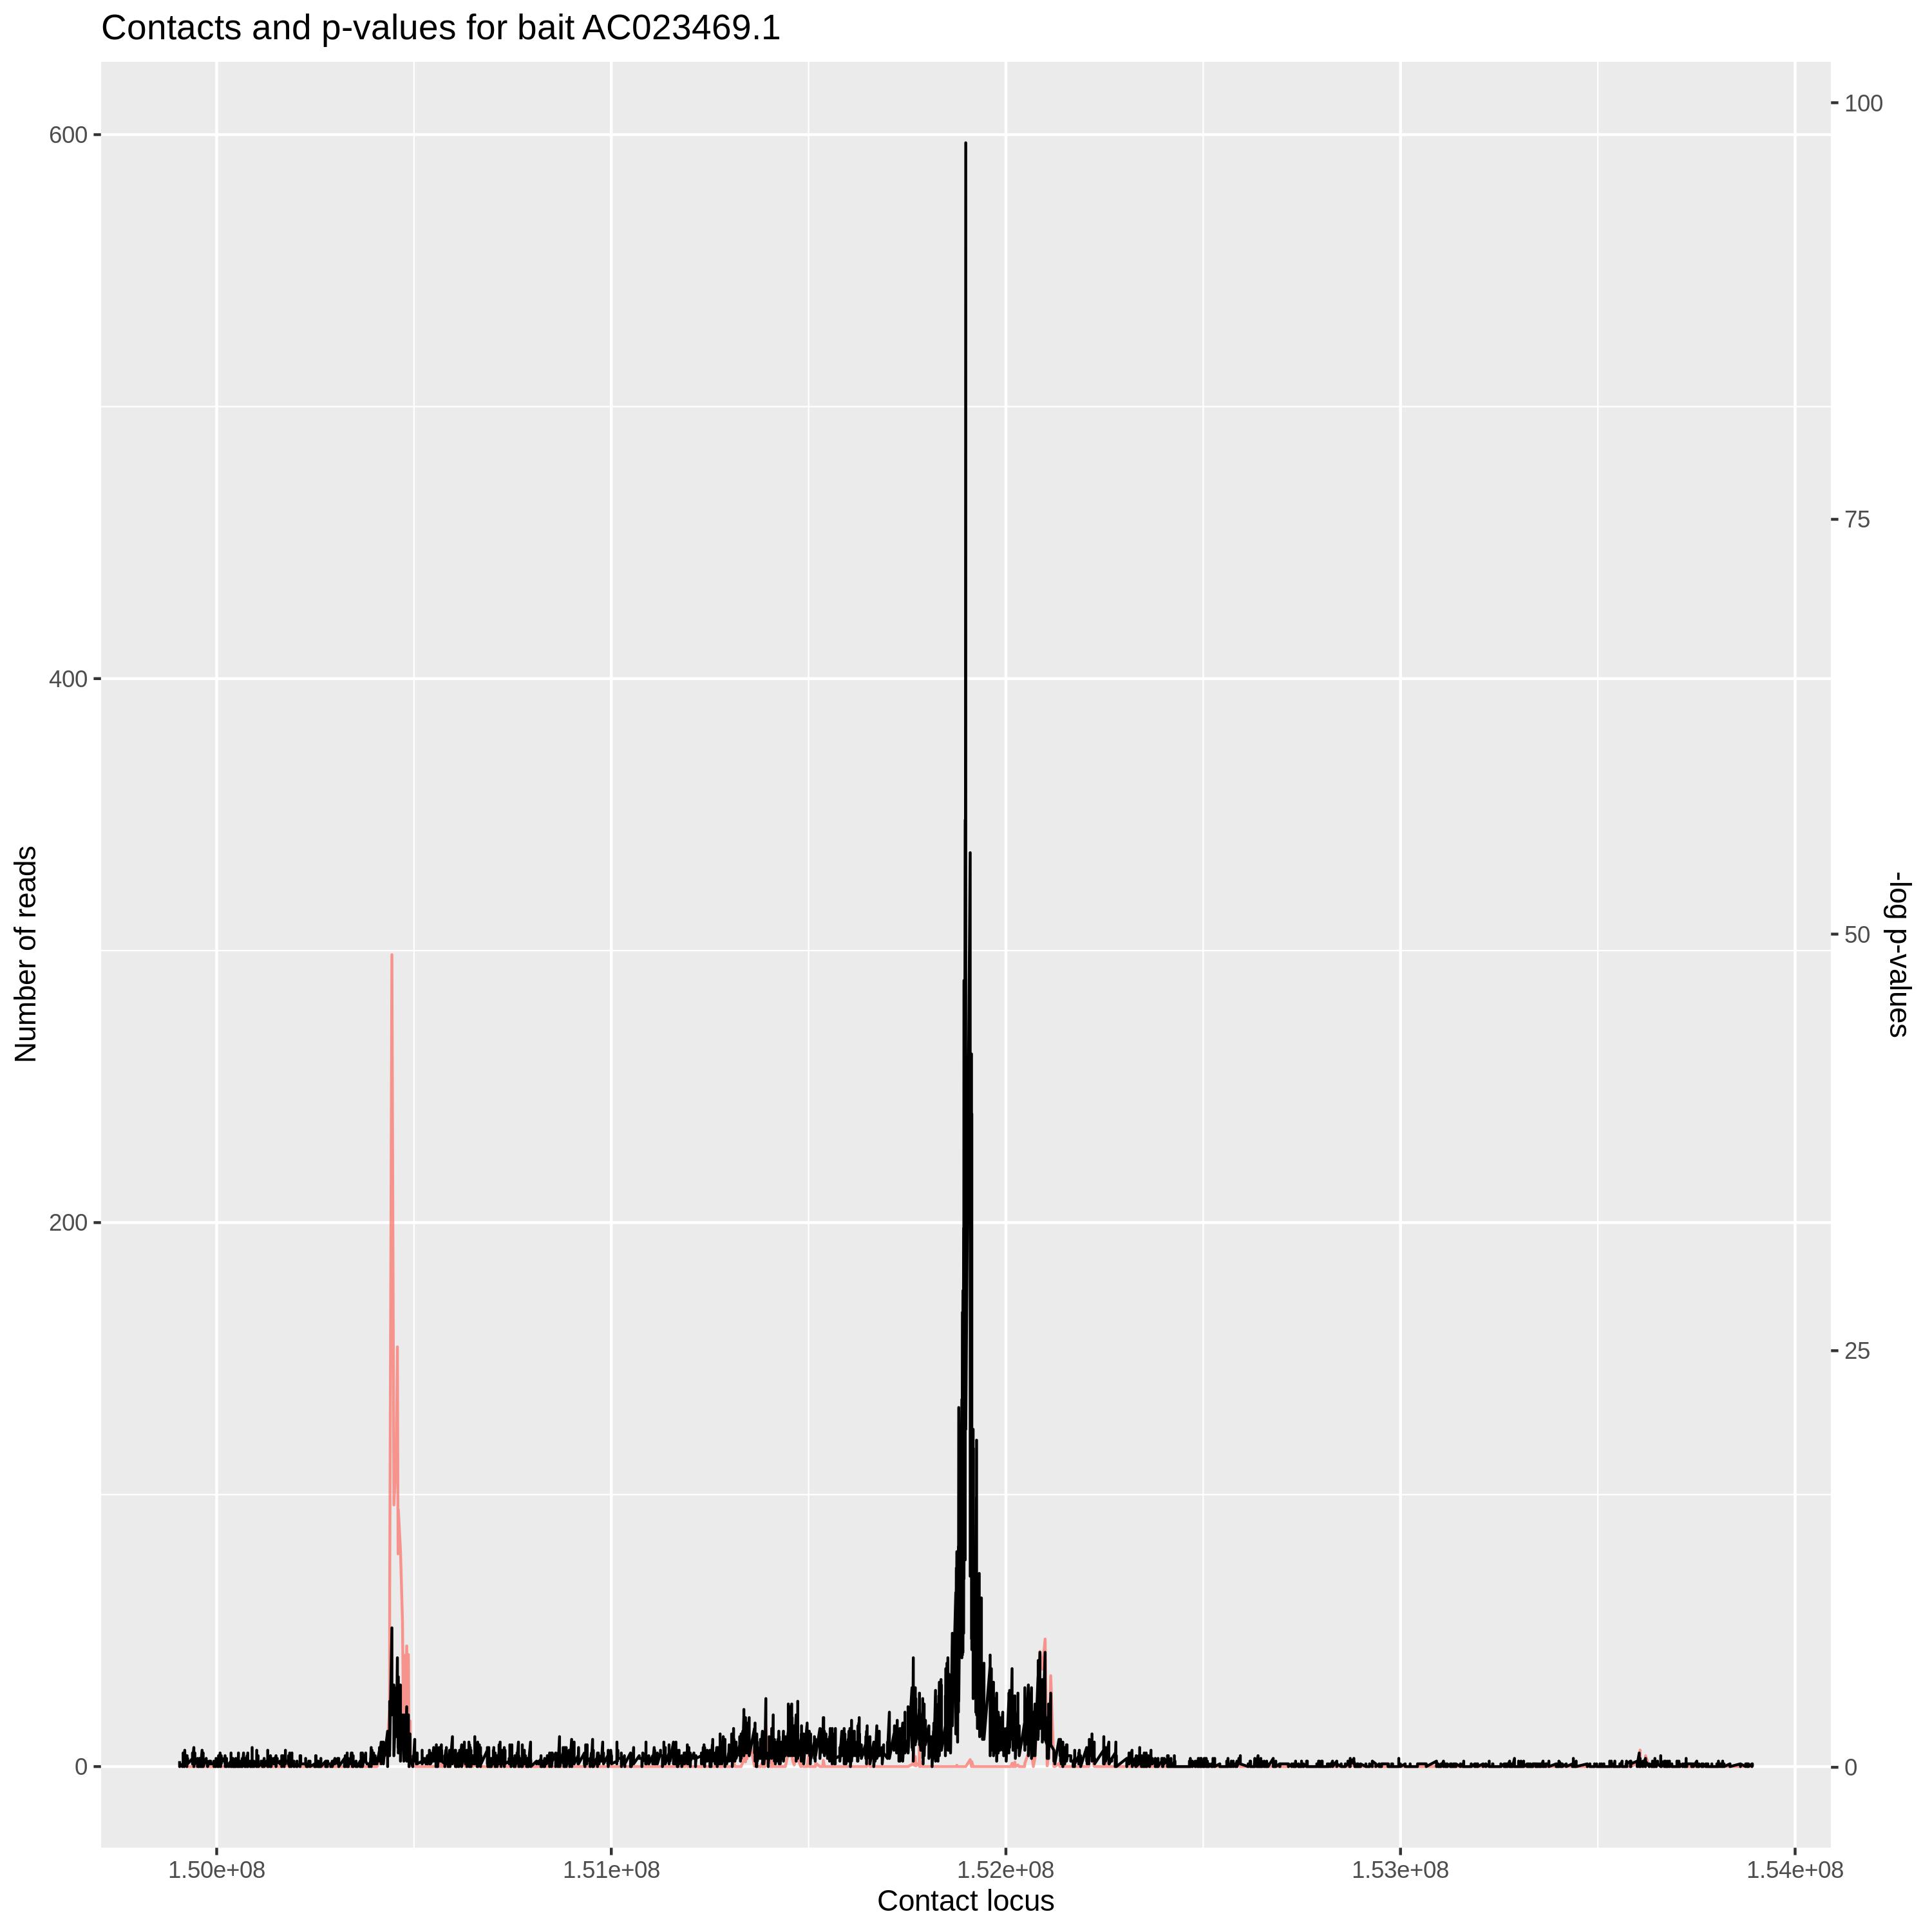 Contacts and p-values for bait AC023469.1
600
400
200
0
Number of reads
100
75
50
25
0
-log p-values
1.50e+08 1.51e+08 1.52e+08 1.53e+08 1.54e+08
Contact locus